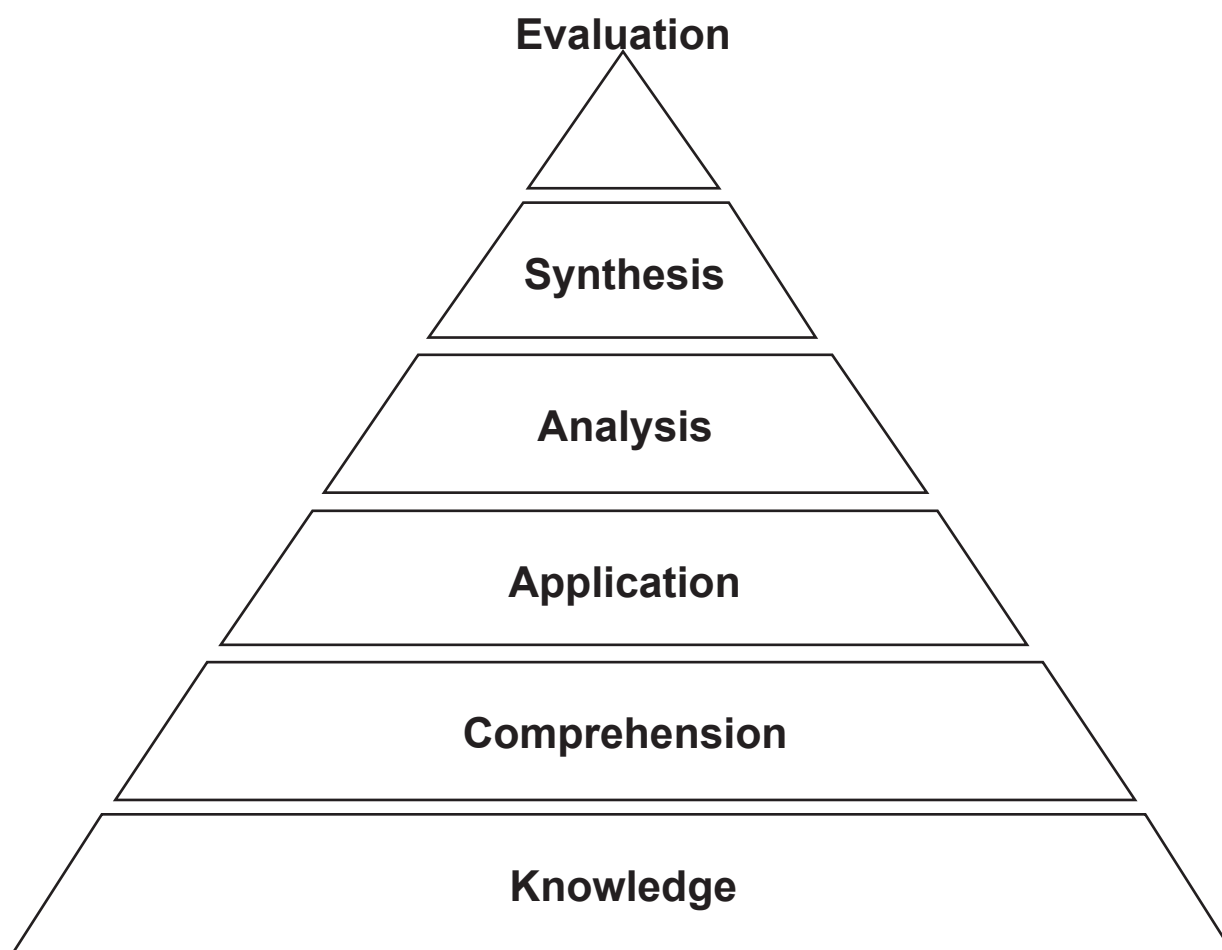 Evaluation
Synthesis
Analysis
Application
Comprehension
Knowledge